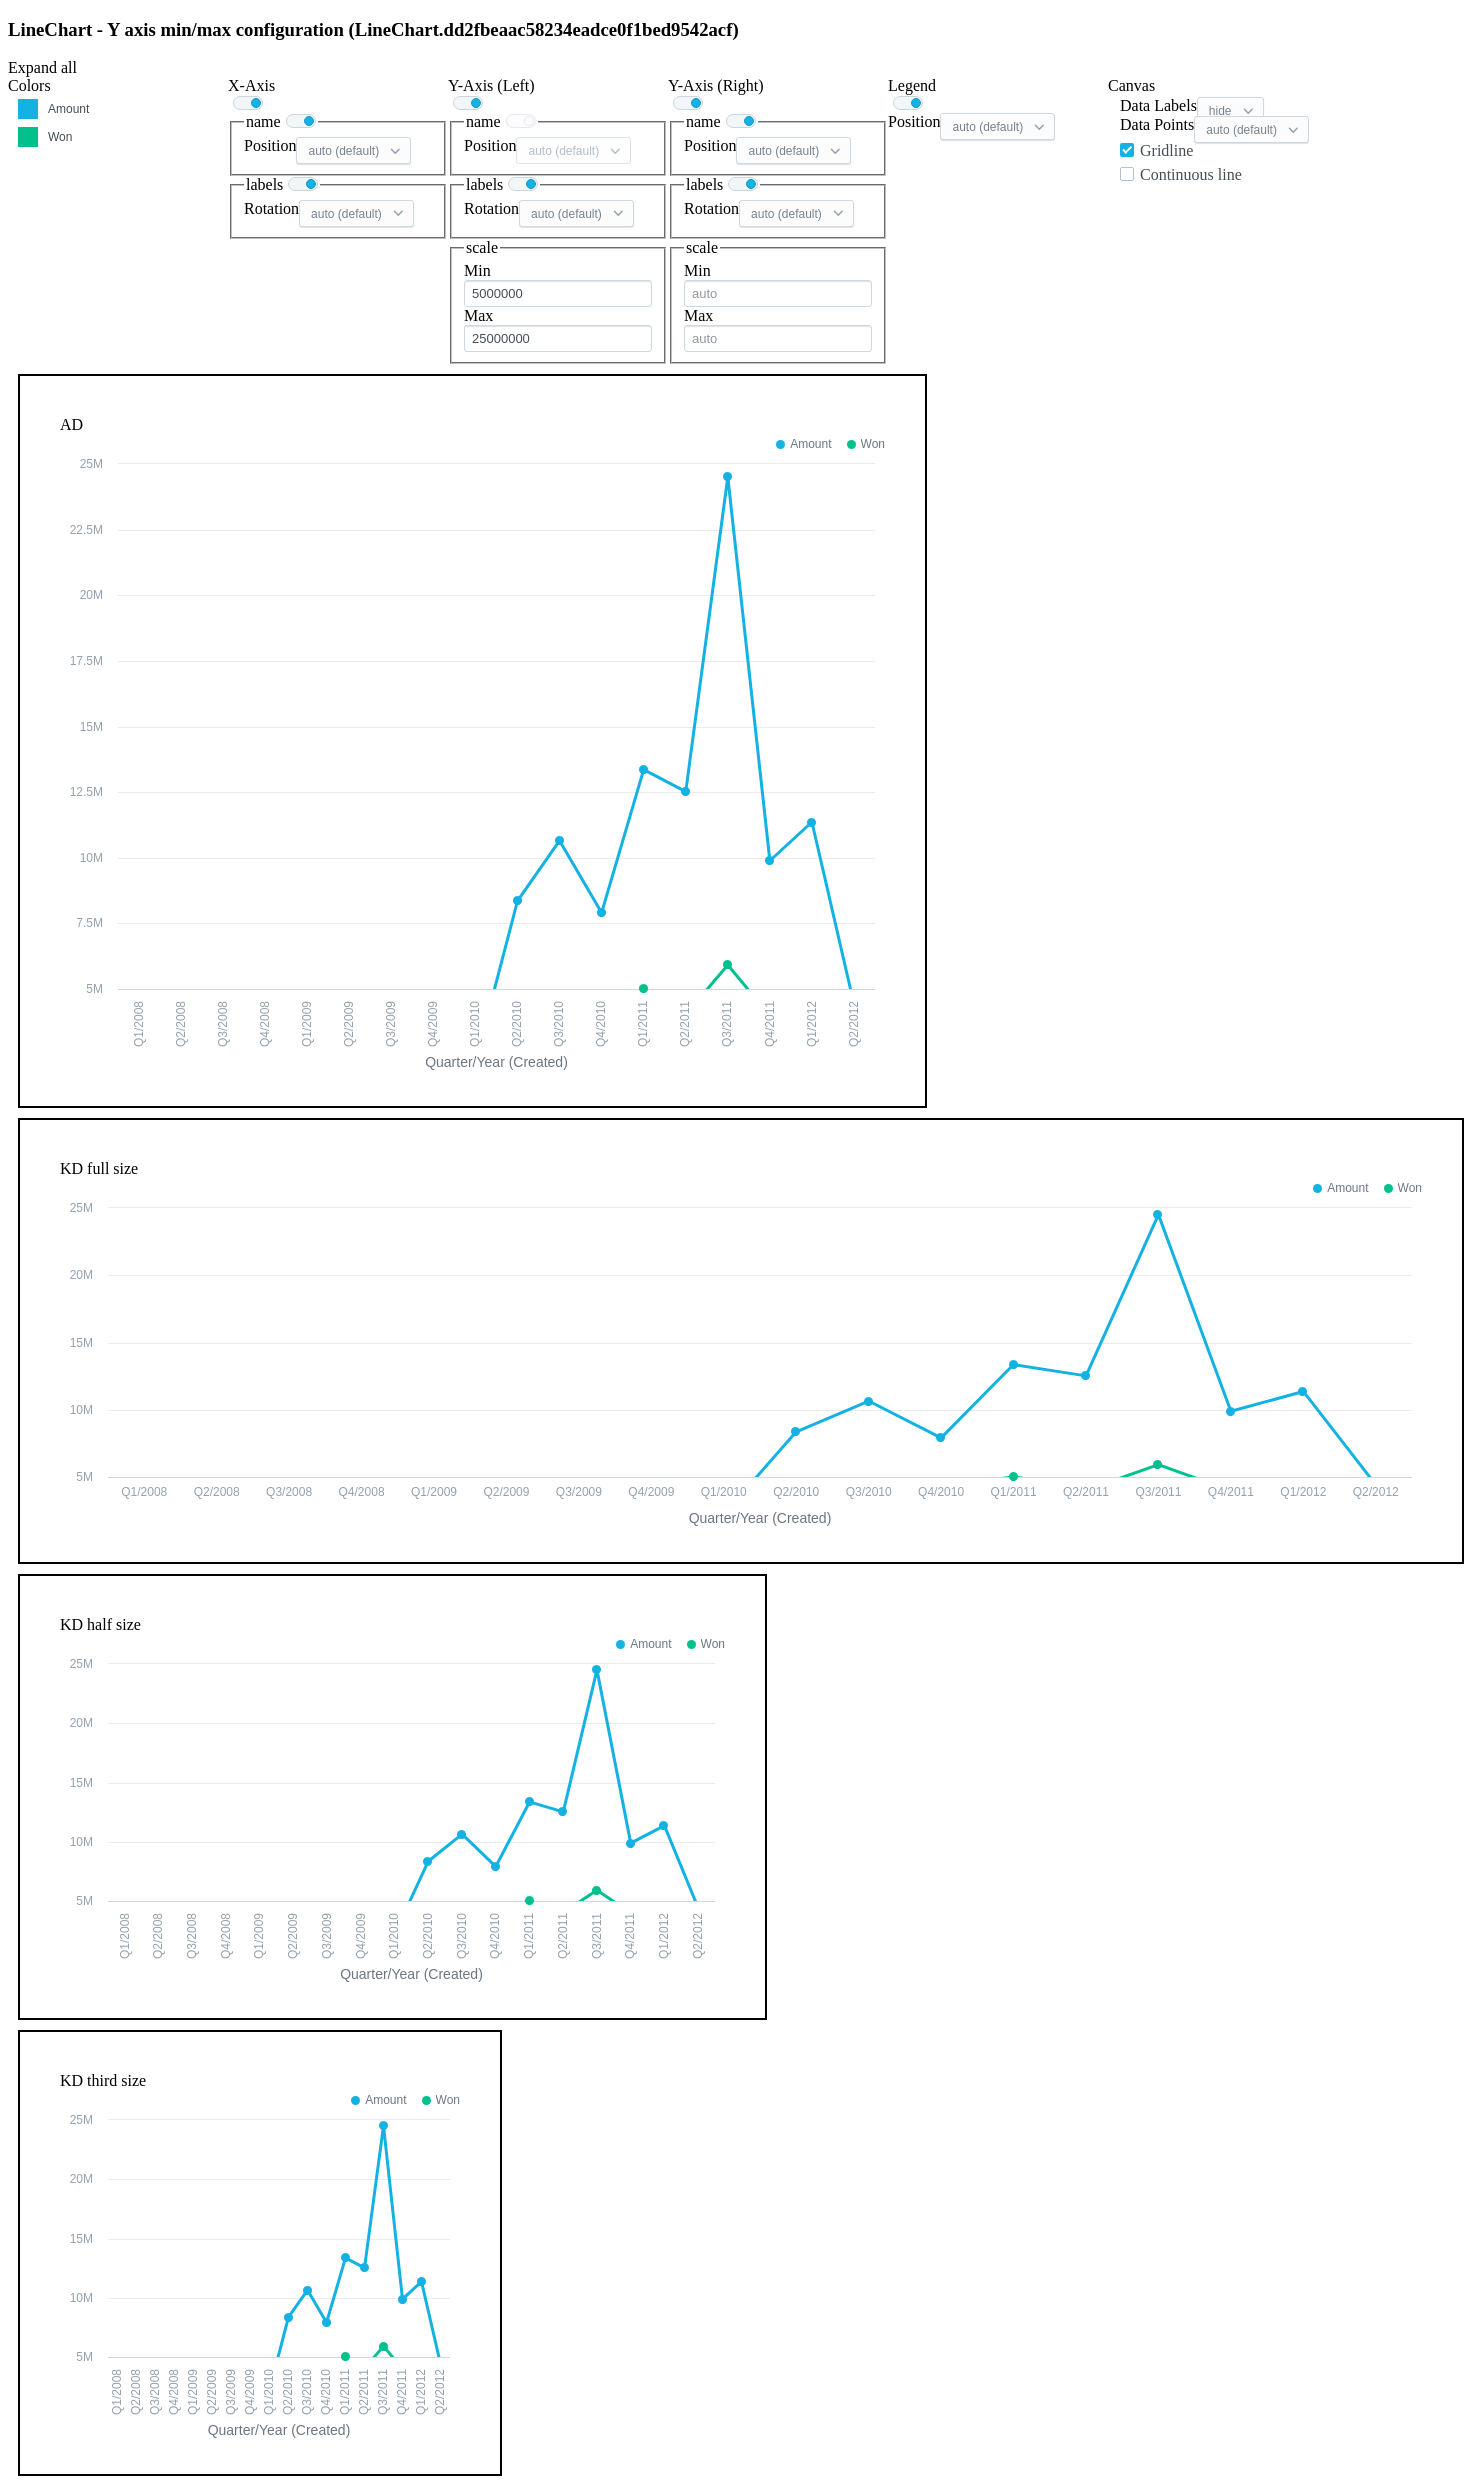 LineChart - Y axis min/max configuration (LineChart.dd2fbeaac58234eadce0f1bed9542acf)
Expand all
Colors
Amount
Won
X-Axis
name
Position auto (default)
labels
Rotation auto (default)
Y-Axis (Left)
name
Position auto (default)
labels
Rotation auto (default)
scale
Min
5000000
Max
25000000
Y-Axis (Right)
name
Position auto (default)
labels
Rotation auto (default)
scale
Min
auto
Max
auto
Legend
Position auto (default)
Canvas
Data Labels hide
Data Points auto (default)
Gridline
Continuous line
AD
Amount Won
25M
22.5M
20M
17.5M
15M
12.5M
10M
7.5M
5M
Q1/2008 Q2/2008 Q3/2008 Q4/2008 Q1/2009 Q2/2009 Q3/2009 Q4/2009 Q1/2010 Q2/2010 Q3/2010 Q4/2010 Q1/2011 Q2/2011 Q3/2011 Q4/2011 Q1/2012 Q2/2012
Quarter/Year (Created)
KD full size
Amount Won
25M
20M
15M
10M
5M
Q1/2008 Q2/2008 Q3/2008 Q4/2008 Q1/2009 Q2/2009 Q3/2009 Q4/2009 Q1/2010 Q2/2010 Q3/2010 Q4/2010 Q1/2011 Q2/2011 Q3/2011 Q4/2011 Q1/2012 Q2/2012
Quarter/Year (Created)
KD half size
Amount Won
25M
20M
15M
10M
5M
Q1/2008 Q2/2008 Q3/2008 Q4/2008 Q1/2009 Q2/2009 Q3/2009 Q4/2009 Q1/2010 Q2/2010 Q3/2010 Q4/2010 Q1/2011 Q2/2011 Q3/2011 Q4/2011 Q1/2012 Q2/2012
Quarter/Year (Created)
KD third size
Amount Won
25M
20M
15M
10M
5M
Q1/2008 Q2/2008 Q3/2008 Q4/2008 Q1/2009 Q2/2009 Q3/2009 Q4/2009 Q1/2010 Q2/2010 Q3/2010 Q4/2010 Q1/2011 Q2/2011 Q3/2011 Q4/2011 Q1/2012 Q2/2012
Quarter/Year (Created)